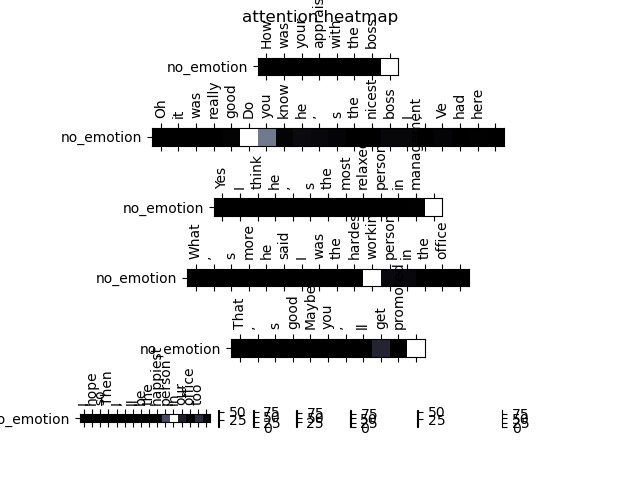 attention heatmap
How was your appraisal with the boss
no_emotion
Oh it was really good Do you know he , s the nicest boss I , Ve had here
no_emotion
Yes I think he , s the most relaxed person in management
no_emotion
What , s more he said I was the hardest working person in the office
no_emotion
That , s good Maybe you , ll get promoted
no_emotion
I hope so Then I , ll be the happiest person in our office too
no_emotion
50 75 75 75 50 75
25 50 50 50 25 50
25 25 25 25
0 0 0